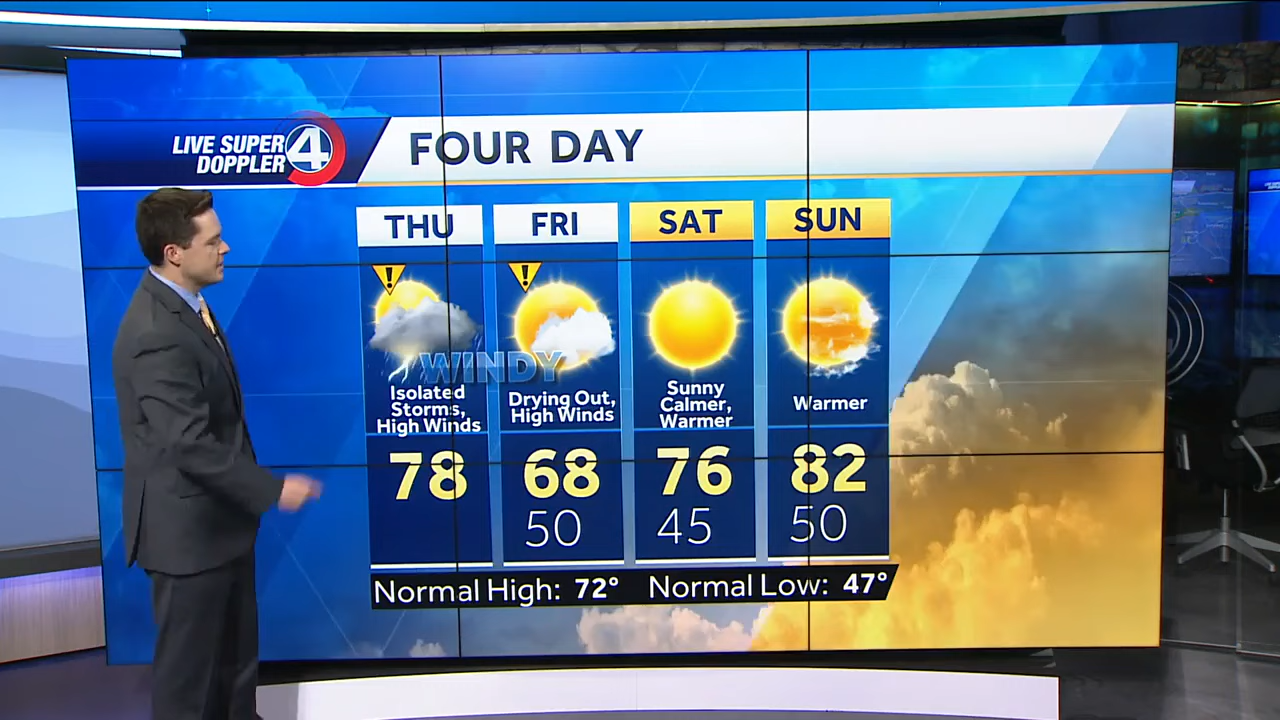 LIVE SUPER
DOPPLER
4
FOUR DAY
THU
FRI
SAT
SUN
!
!
WINDY
Isolated
Storms,
High Winds
Drying Out,
High Winds
Sunny
Calmer,
Warmer
Warmer
78
68
76
82
50
45
50
Normal High: 72° Normal Low: 47°